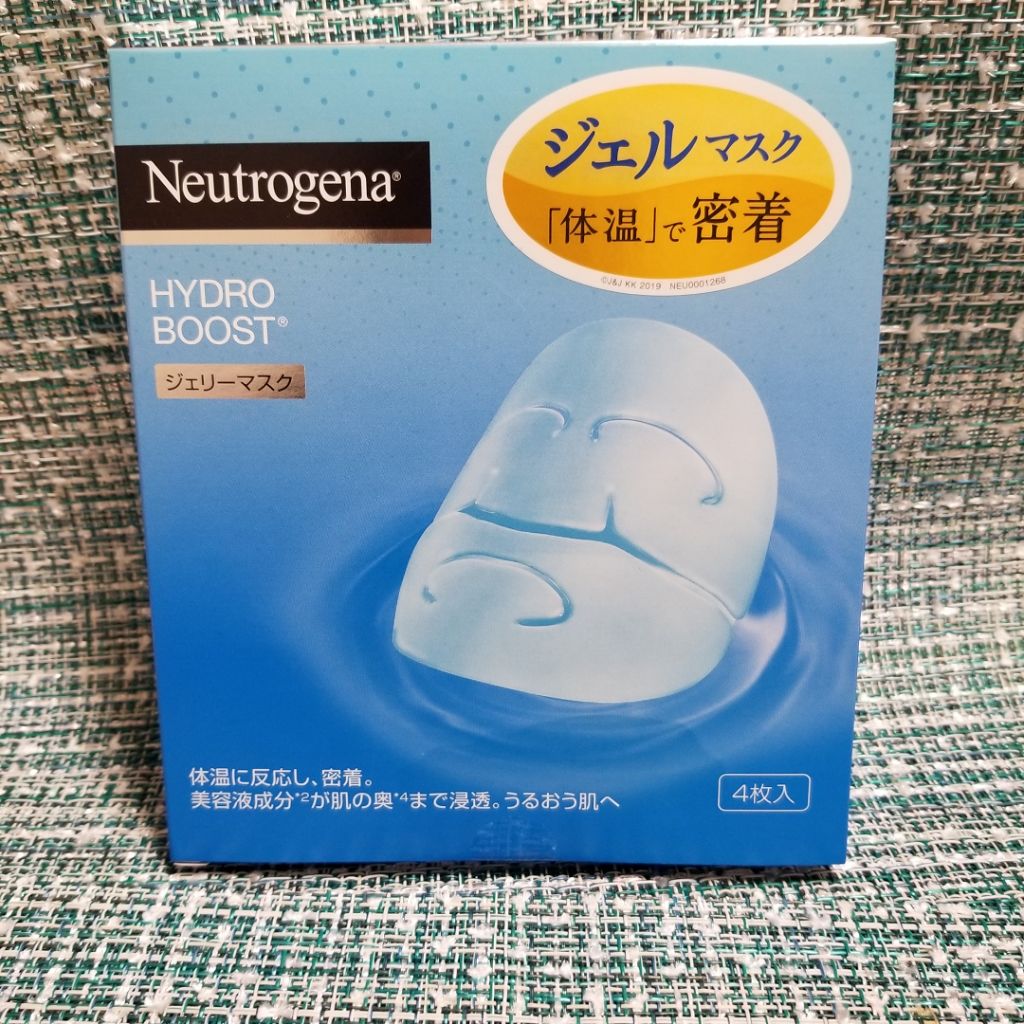 Neutrogena®
HYDRO
BOOST®
ジェリーマスク
ジェルマスク
「体温」で密着
©J&J KK 2019 NEU0001268
体温に反応し、密着。
美容液成分*2が肌の奥*4まで浸透。うるおう肌へ
4枚入